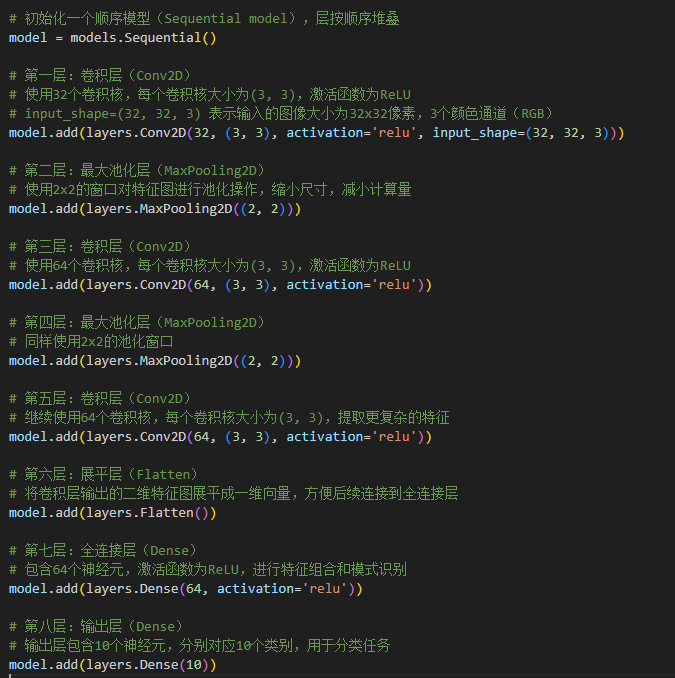 # 初始化一个顺序模型（Sequential model），层按顺序堆叠
model = models.Sequential()
# 第一层：卷积层（Conv2D）
# 使用32个卷积核，每个卷积核大小为(3, 3)，激活函数为ReLU
# input_shape=(32, 32, 3) 表示输入的图像大小为32x32像素，3个颜色通道（RGB）
model.add(layers.Conv2D(32, (3, 3), activation='relu', input_shape=(32, 32, 3)))
# 第二层：最大池化层（MaxPooling2D）
# 使用2x2的窗口对特征图进行池化操作，缩小尺寸，减小计算量
model.add(layers.MaxPooling2D((2, 2)))
# 第三层：卷积层（Conv2D）
# 使用64个卷积核，每个卷积核大小为(3, 3)，激活函数为ReLU
model.add(layers.Conv2D(64, (3, 3), activation='relu'))
# 第四层：最大池化层（MaxPooling2D）
# 同样使用2x2的池化窗口
model.add(layers.MaxPooling2D((2, 2)))
# 第五层：卷积层（Conv2D）
# 继续使用64个卷积核，每个卷积核大小为(3, 3)，提取更复杂的特征
model.add(layers.Conv2D(64, (3, 3), activation='relu'))
# 第六层：展平层（Flatten）
# 将卷积层输出的二维特征图展平成一维向量，方便后续连接到全连接层
model.add(layers.Flatten())
# 第七层：全连接层（Dense）
# 包含64个神经元，激活函数为ReLU，进行特征组合和模式识别
model.add(layers.Dense(64, activation='relu'))
# 第八层：输出层（Dense）
# 输出层包含10个神经元，分别对应10个类别，用于分类任务
model.add(layers.Dense(10))